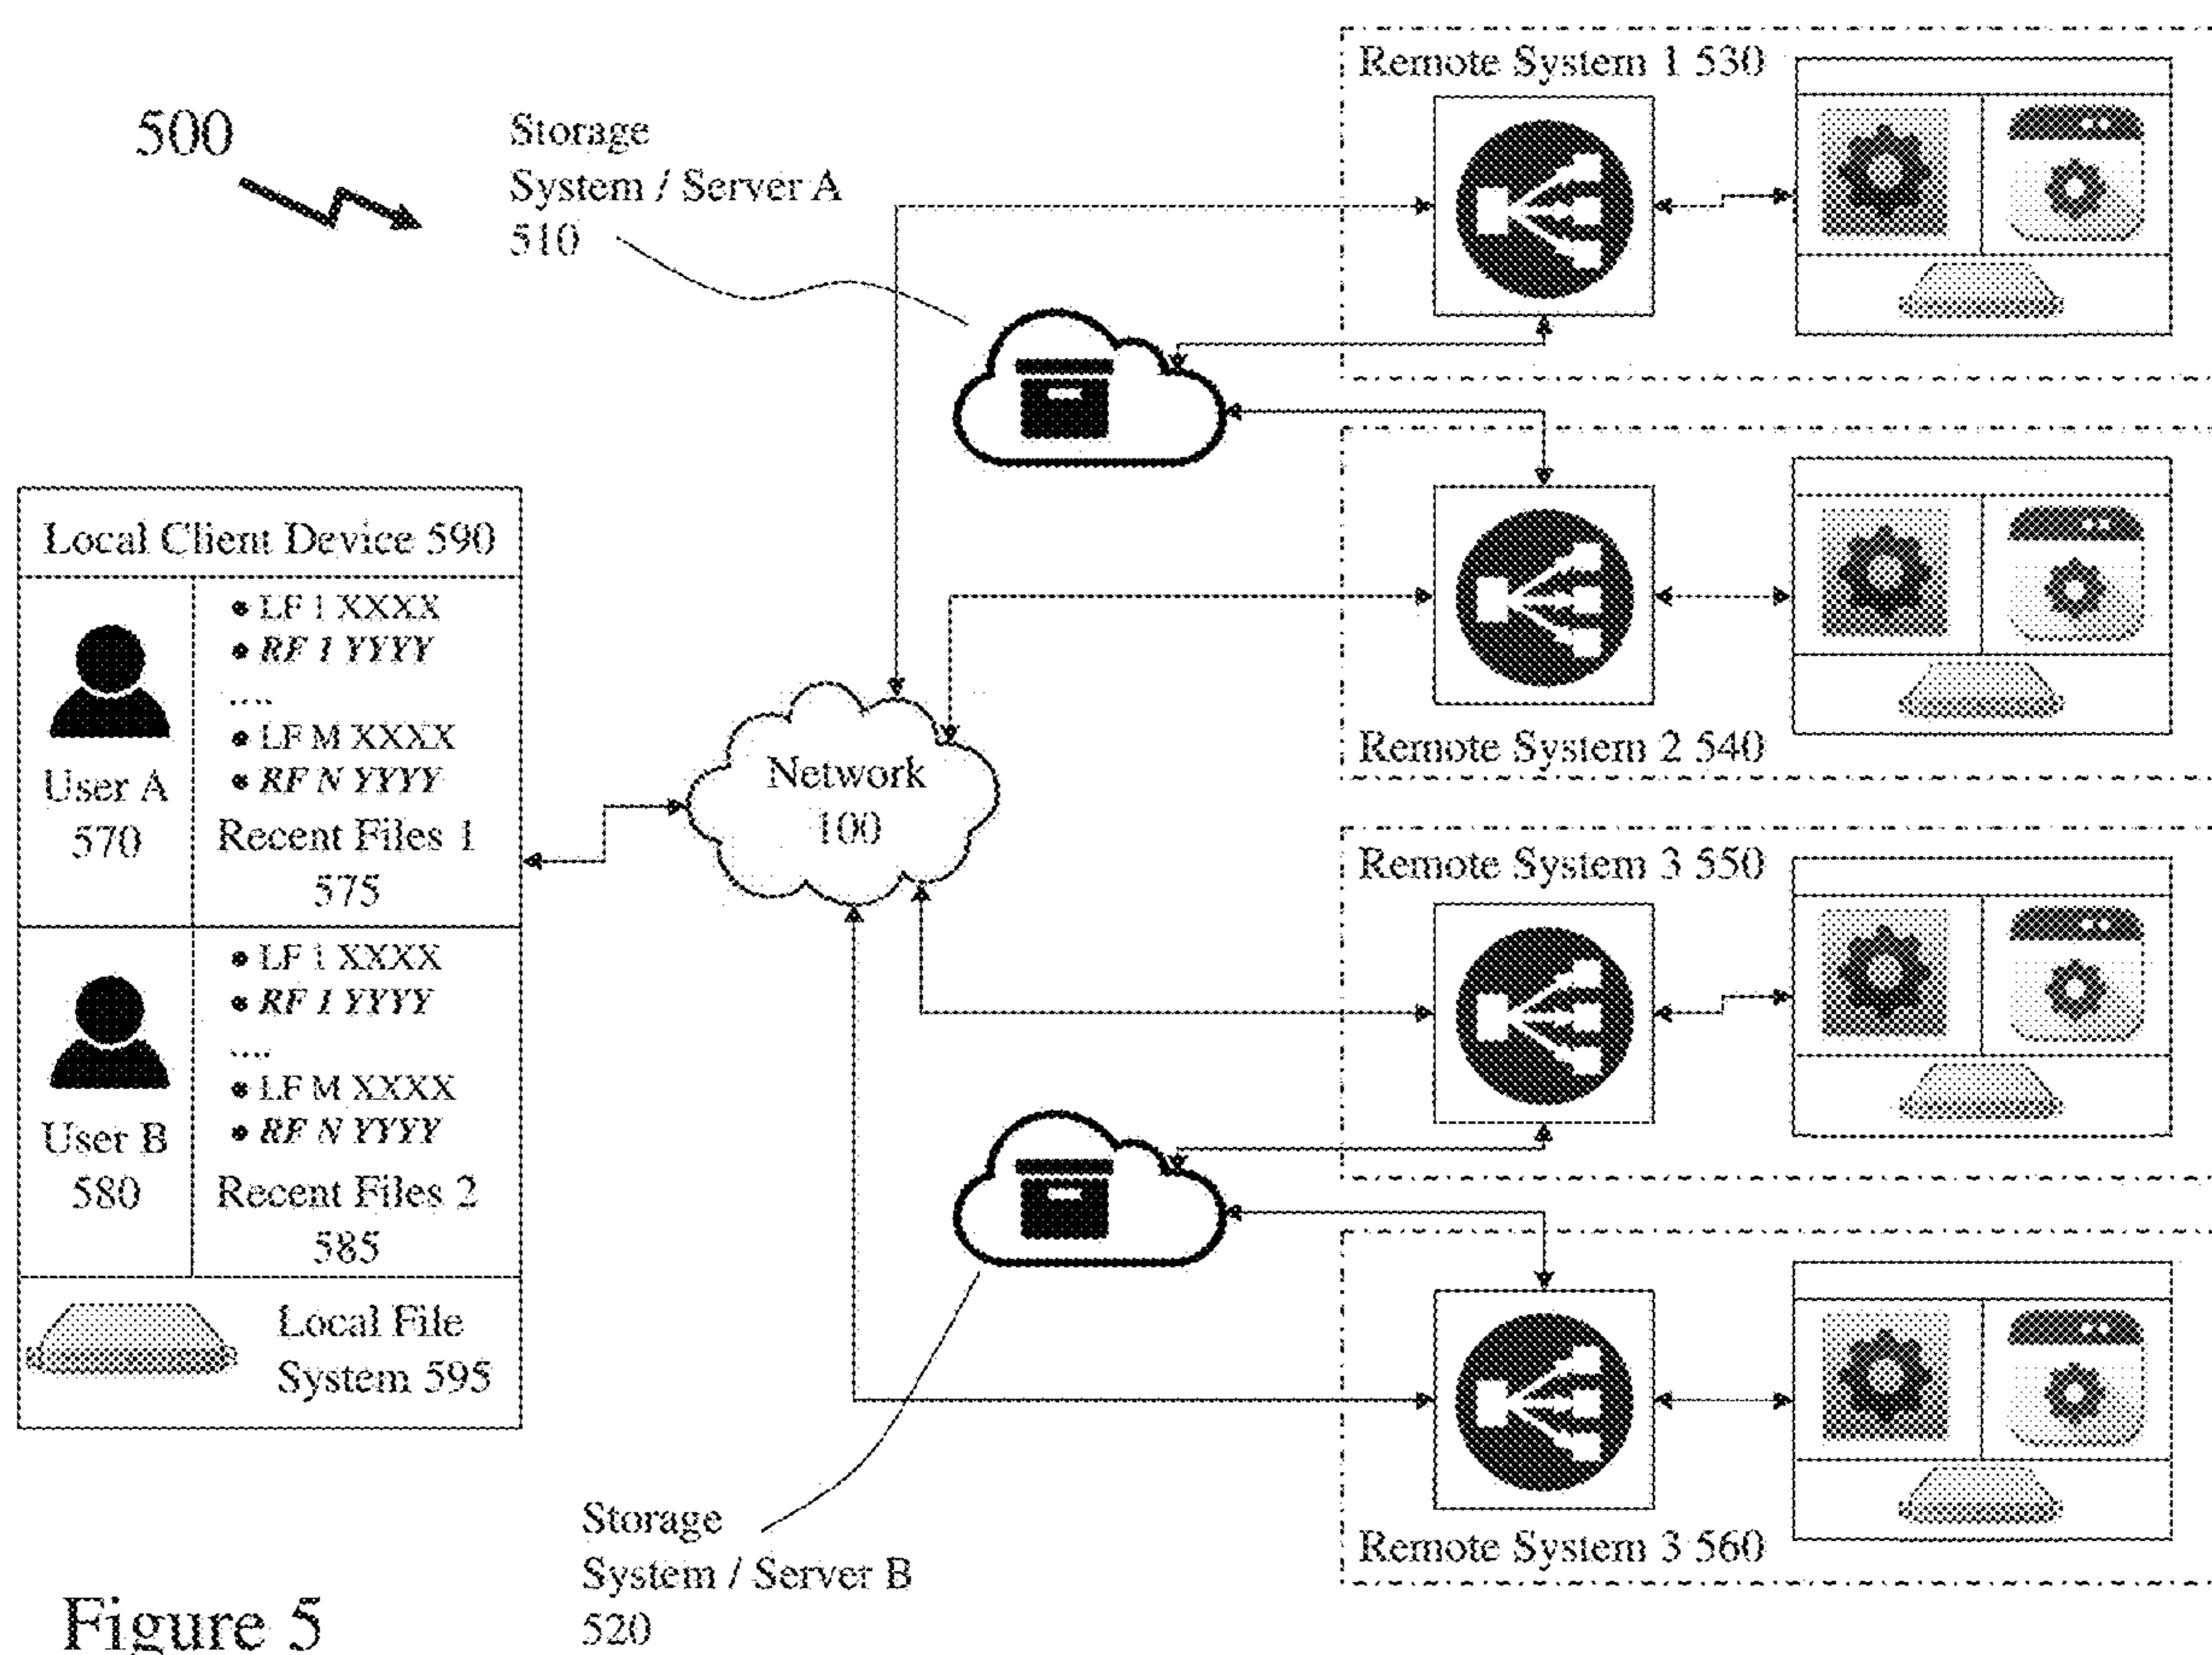 500
Storage
System / Server A
510
Remote System 1 530
Local Client Device 590
• LF 1 XXXX
• RF 1 YYYY
....
• LF M XXXX
• RF N YYYY
User A
570
Recent Files 1
575
• LF 1 XXXX
• RF 1 YYYY
....
• LF M XXXX
• RF N YYYY
User B
580
Recent Files 2
585
Local File
System 595
Network
100
Remote System 2 540
Remote System 3 550
Remote System 3 560
Storage
System / Server B
520
Figure 5